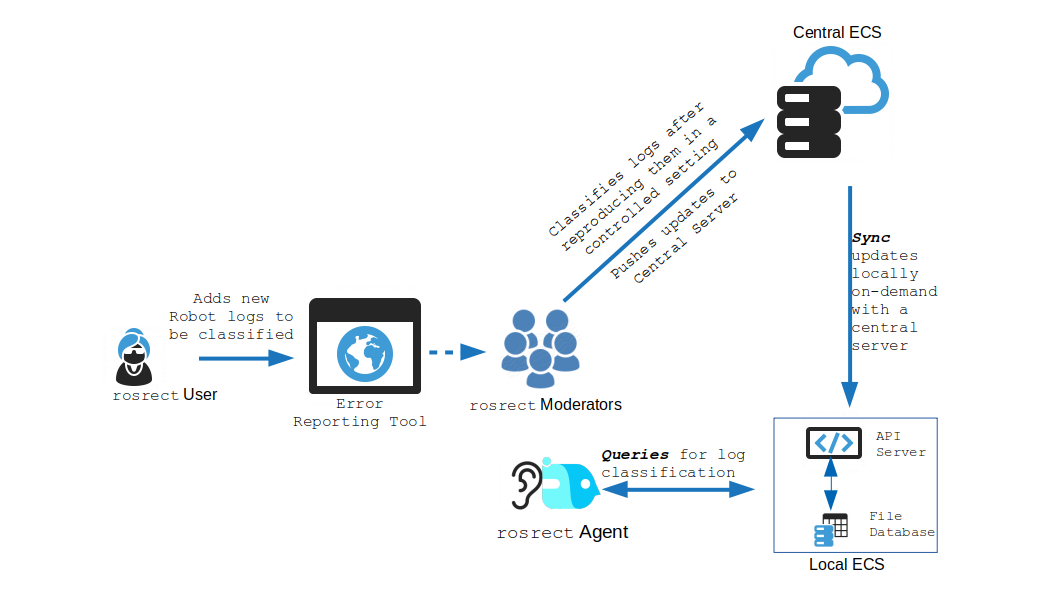 Central ECS
Classifies logs after
reproducing them in a
controlled setting
Pushes updates to
Central Server
Sync
updates
locally
on-demand
with a
central
server
Adds new
Robot logs to
be classified
rosrect User
Error
Reporting Tool
rosrect Moderators
Queries for log
classification
rosrect Agent
API
Server
File
Database
Local ECS